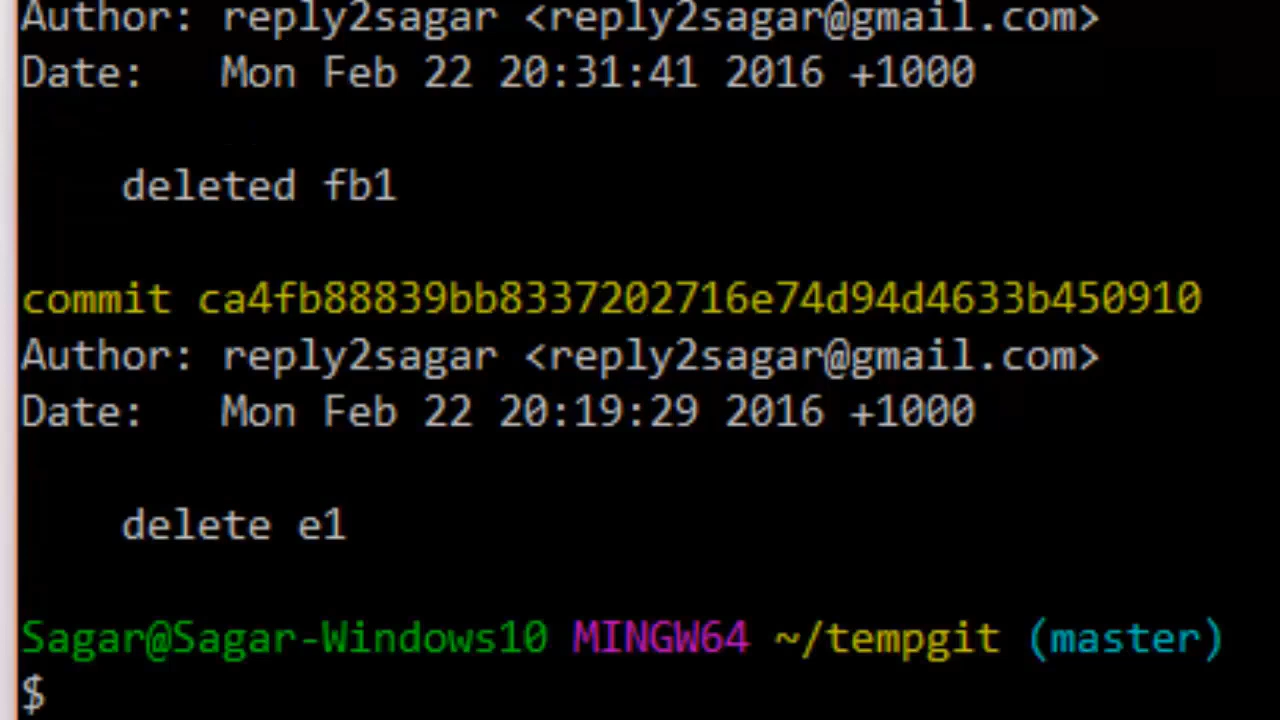 Author: reply2sagar <reply2sagar@gmail.com>
Date:   Mon Feb 22 20:31:41 2016 +1000
    deleted fb1
commit ca4fb88839bb8337202716e74d94d4633b450910
Author: reply2sagar <reply2sagar@gmail.com>
Date:   Mon Feb 22 20:19:29 2016 +1000
    delete e1
Sagar@Sagar-Windows10 MINGW64 ~/tempgit (master)
$